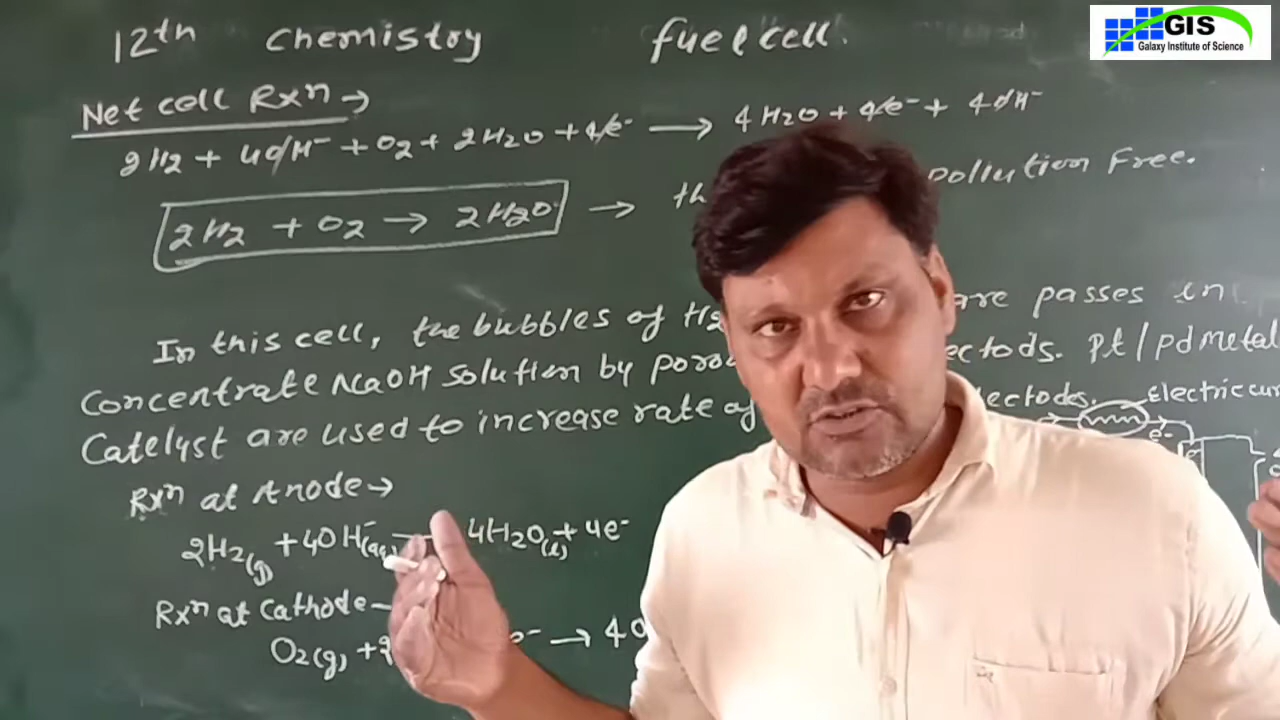 12th Chemistry fuel cell.
GIS
Galaxy Institute of Science
Net cell Rxn →
2H2 + 4OH- + O2 + 2H2O + 4e- → 4H2O + 4e- + 4OH-
2H2 + O2 → 2H2O → Pollution Free.
In this cell, the bubbles of H2 are passes in
Concentrate NaOH solution by Pt/Pd metal
Catelyst are used to increase rate of
Electric
e-
Rxn at Anode →
2H2(g) + 4OH-(aq) → 4H2O(l) + 4e-
Rxn at Cathode
O2(g) + e- → 4O